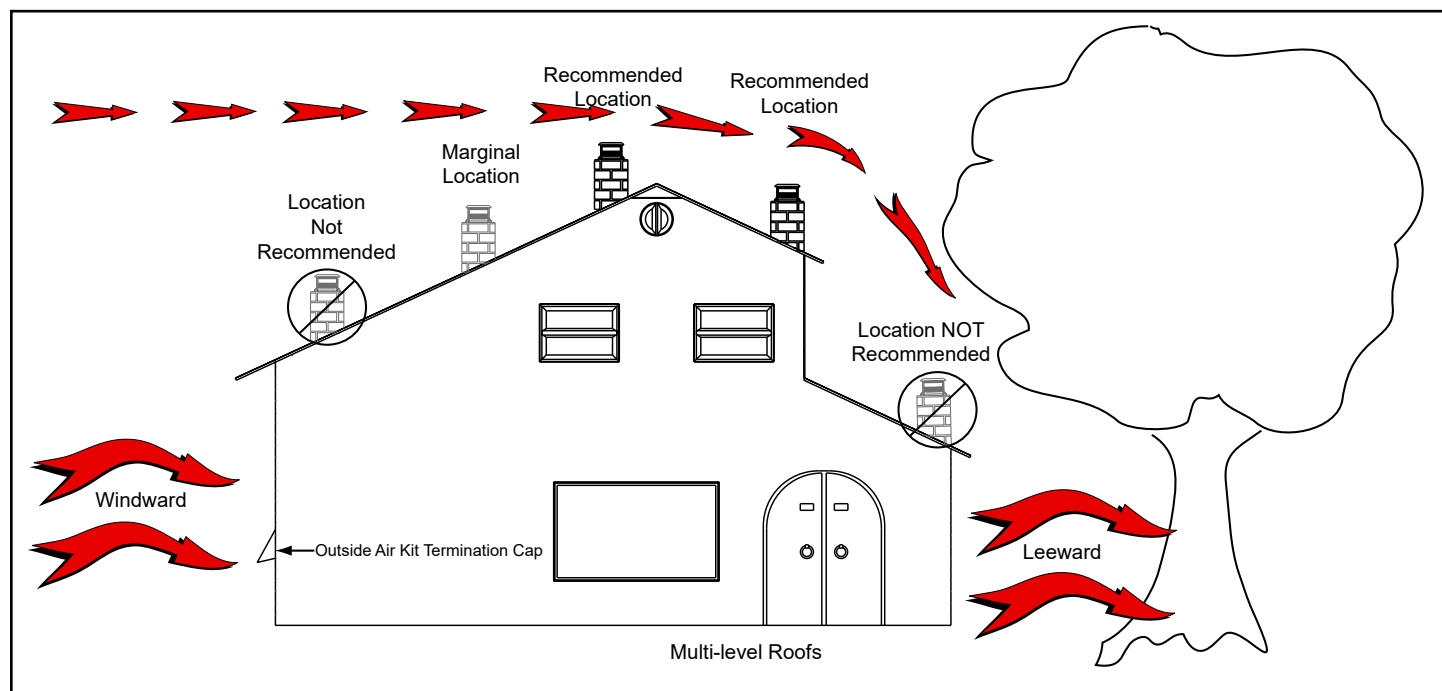 Recommended
Location
Recommended
Location
Marginal
Location
Location
Not
Recommended
Location NOT
Recommended
Windward
Outside Air Kit Termination Cap
Leeward
Multi-level Roofs